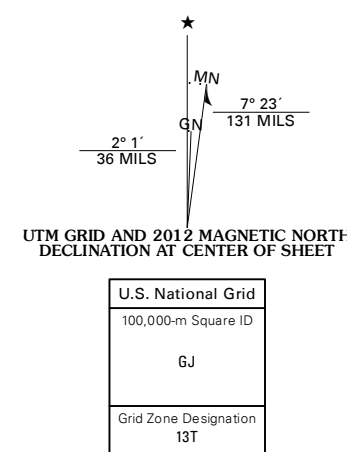 ★
MN
GN
7° 23´
131 MILS
2° 1´
36 MILS
UTM GRID AND 2012 MAGNETIC NORTH
DECLINATION AT CENTER OF SHEET
U.S. National Grid
100,000-m Square ID
GJ
Grid Zone Designation
13T